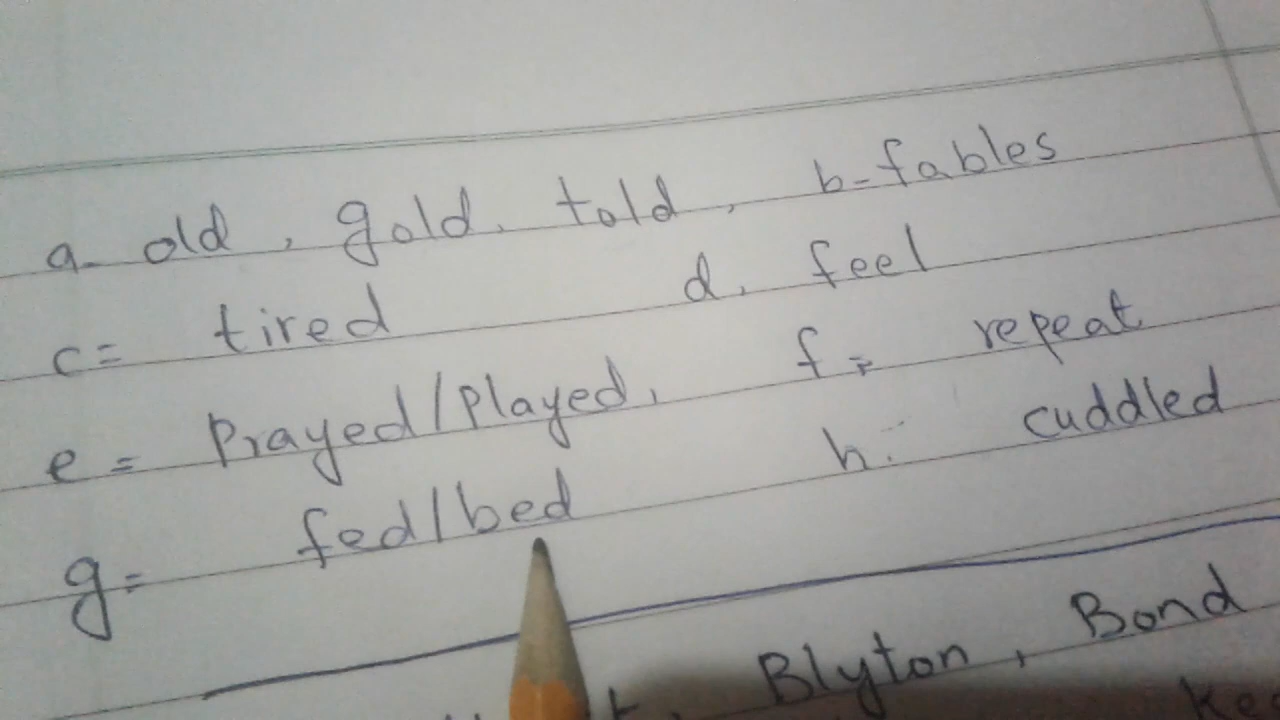 a- old, gold, told, b- fables
c= tired d. feel
e= Prayed/Played, f= repeat
g= fed/bed h. cuddled
Blyton, Bond